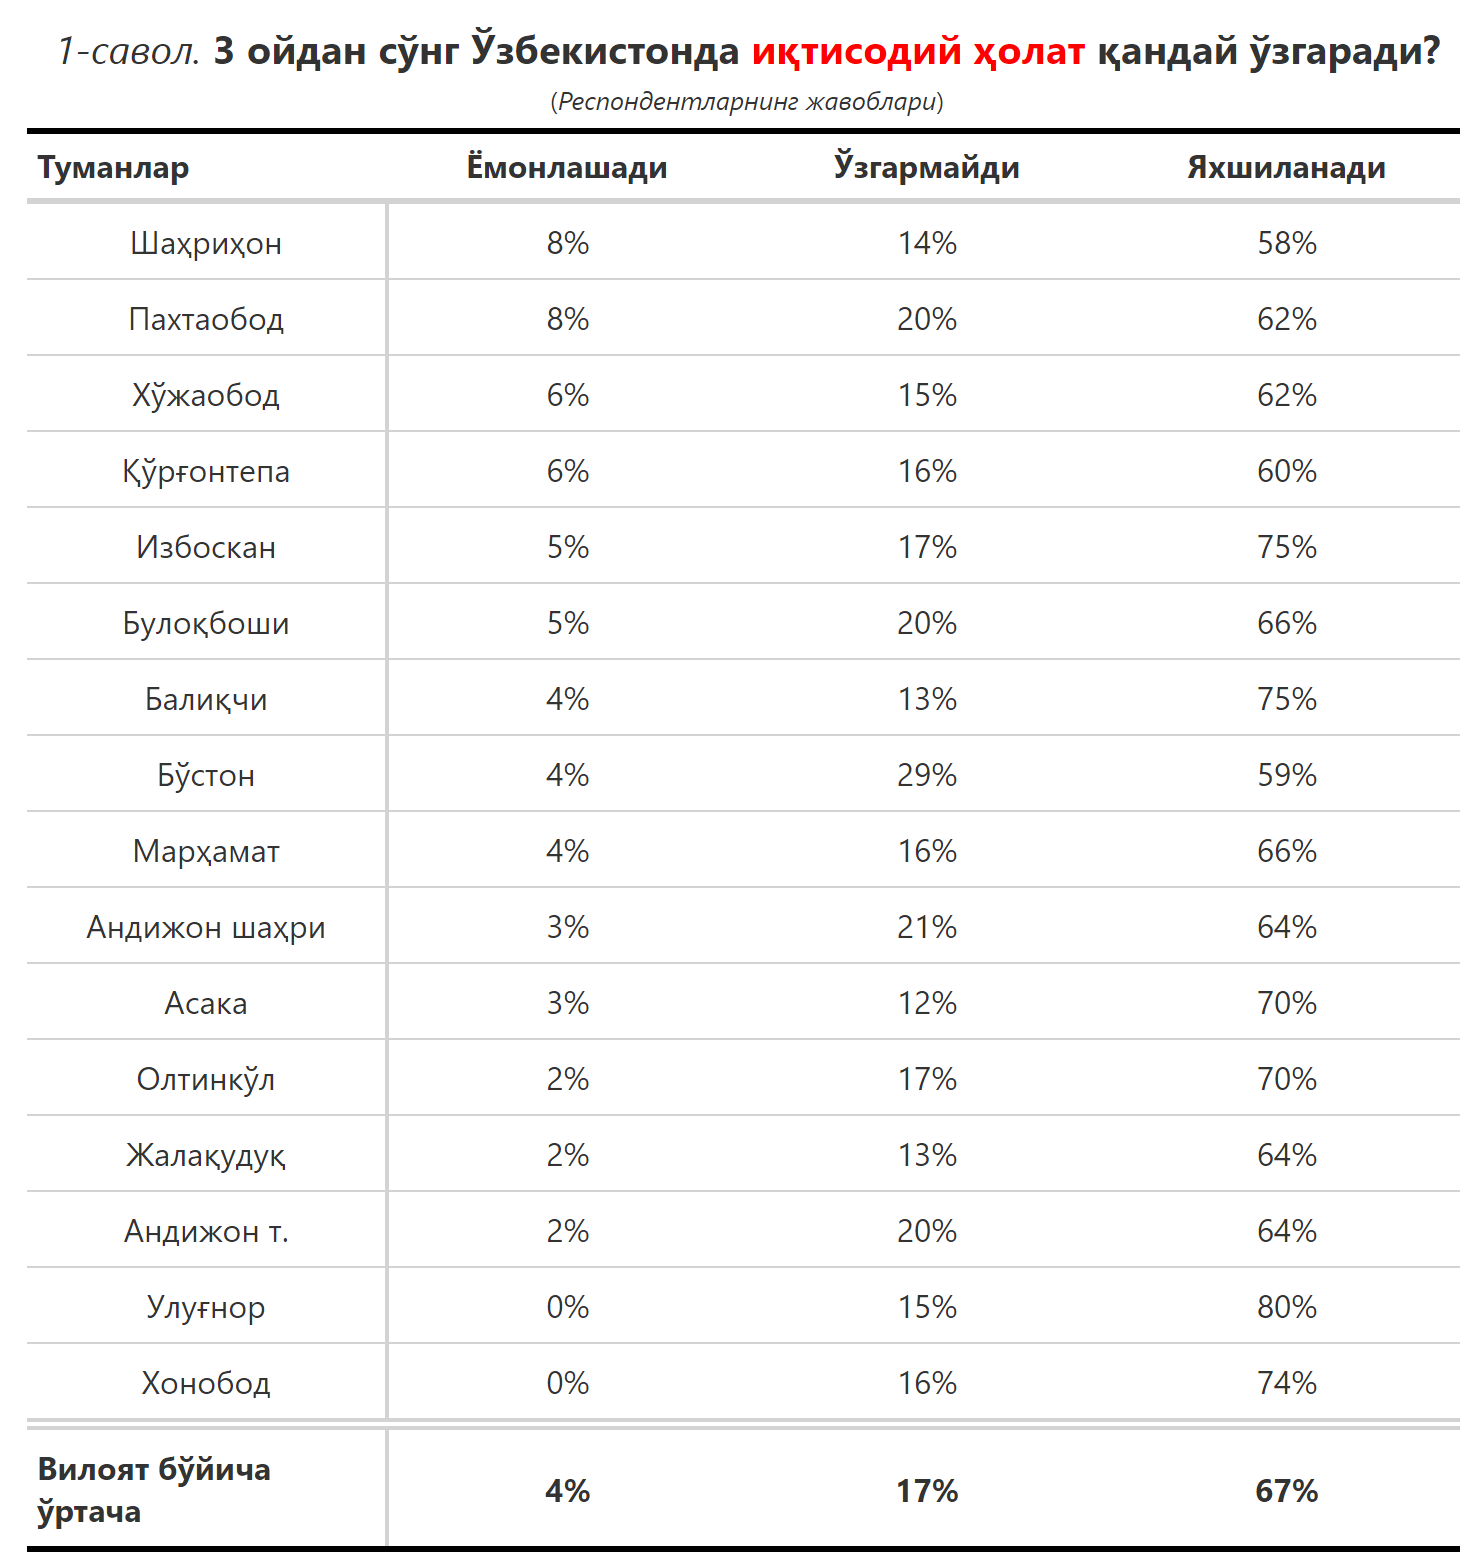 1-савол. 3 ойдан сўнг Ўзбекистонда иқтисодий ҳолат қандай ўзгаради?
(Респондентларнинг жавоблари)
Туманлар Ёмонлашади Ўзгармайди Яхшиланади
Шаҳриҳон 8% 14% 58%
Пахтаобод 8% 20% 62%
Хўжаобод 6% 15% 62%
Қўрғонтепа 6% 16% 60%
Избоскан 5% 17% 75%
Булоқбоши 5% 20% 66%
Балиқчи 4% 13% 75%
Бўстон 4% 29% 59%
Марҳамат 4% 16% 66%
Андижон шаҳри 3% 21% 64%
Асака 3% 12% 70%
Олтинкўл 2% 17% 70%
Жалақудуқ 2% 13% 64%
Андижон т. 2% 20% 64%
Улуғнор 0% 15% 80%
Хонобод 0% 16% 74%
Вилоят бўйича
ўртача 4% 17% 67%